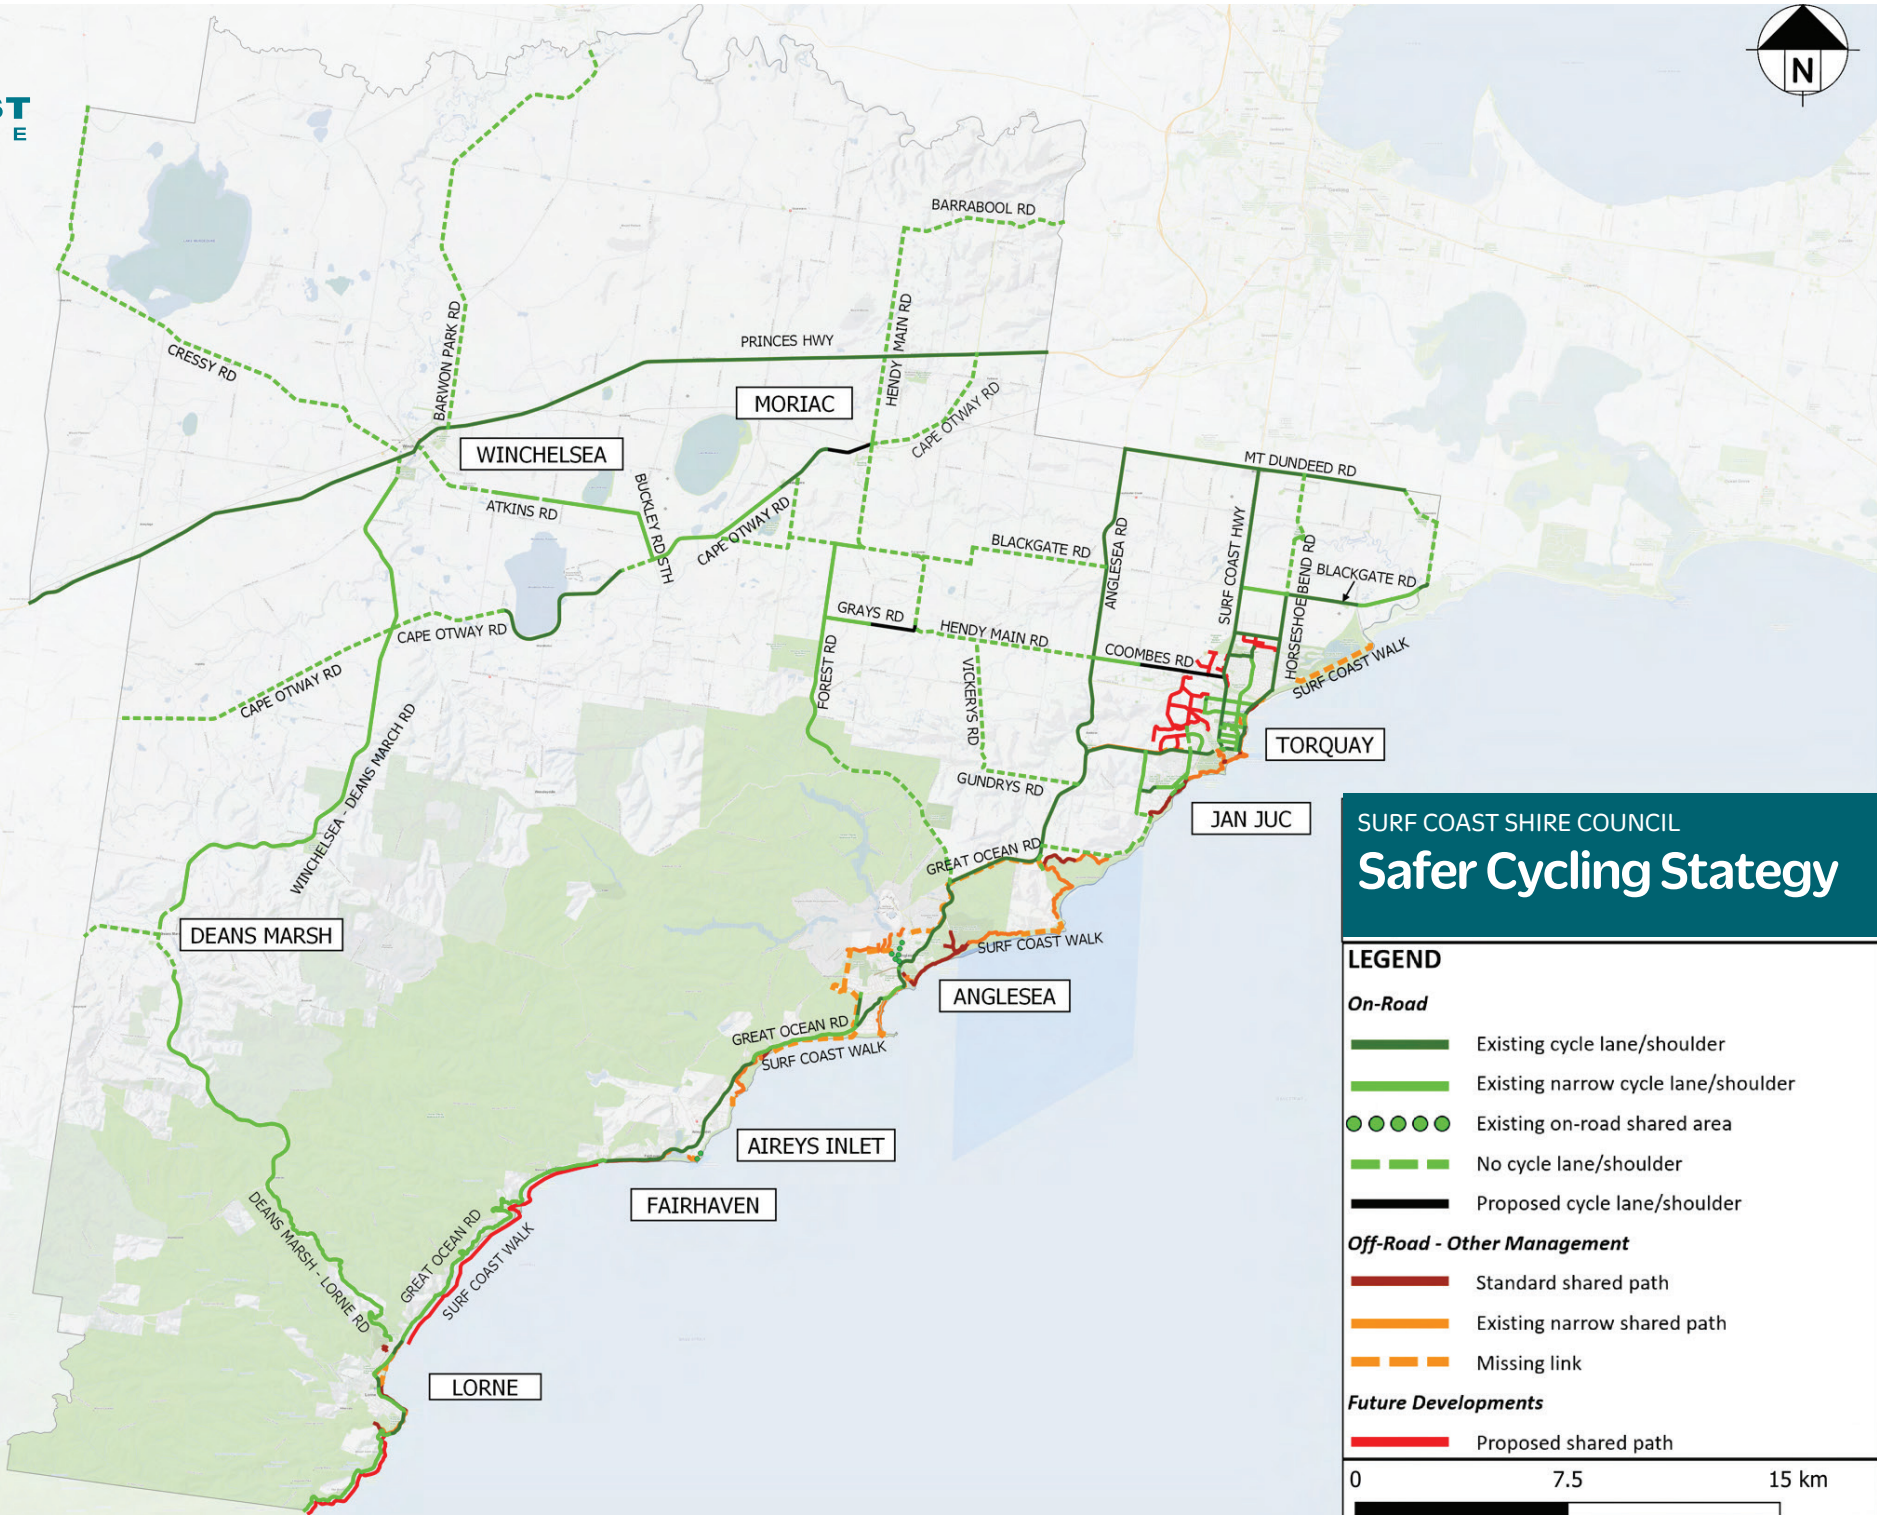 ST
E
N
BARRABOOL RD
HENDY MAIN RD
PRINCES HWY
CRESSY RD
BARWON PARK RD
MORIAC
CAPE OTWAY RD
WINCHELSEA
MT DUNDEED RD
BUCKLEY RD STH
ATKINS RD
CAPE OTWAY RD
BLACKGATE RD
ANGLESEA RD
SURF COAST HWY
HORSESHOE BEND RD
BLACKGATE RD
GRAYS RD
HENDY MAIN RD
CAPE OTWAY RD
COOMBES RD
FOREST RD
VICKERYS RD
SURF COAST WALK
CAPE OTWAY RD
WINCHELSEA - DEANS MARCH RD
TORQUAY
GUNDRYS RD
JAN JUC
GREAT OCEAN RD
DEANS MARSH
SURF COAST WALK
ANGLESEA
GREAT OCEAN RD
SURF COAST WALK
AIREYS INLET
FAIRHAVEN
DEANS MARSH - LORNE RD
GREAT OCEAN RD
SURF COAST WALK
LORNE
SURF COAST SHIRE COUNCIL
Safer Cycling Stategy
LEGEND
On-Road
Existing cycle lane/shoulder
Existing narrow cycle lane/shoulder
Existing on-road shared area
No cycle lane/shoulder
Proposed cycle lane/shoulder
Off-Road - Other Management
Standard shared path
Existing narrow shared path
Missing link
Future Developments
Proposed shared path
0 7.5 15 km